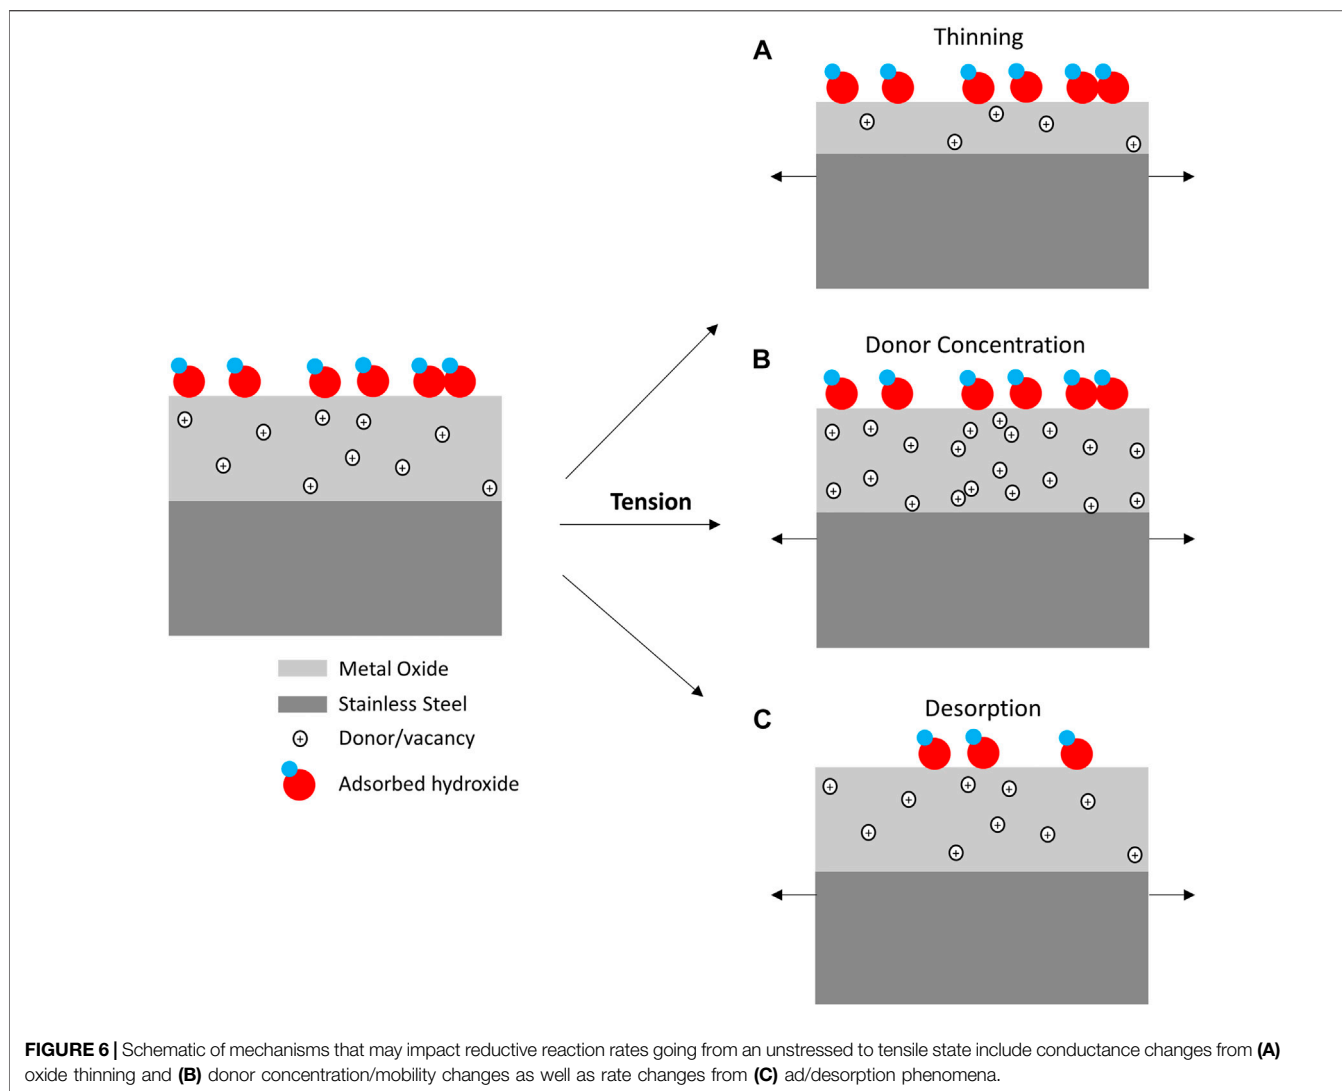 A
Thinning
B
Donor Concentration
Tension
Metal Oxide
Stainless Steel
Donor/vacancy
Adsorbed hydroxide
C
Desorption
FIGURE 6 | Schematic of mechanisms that may impact reductive reaction rates going from an unstressed to tensile state include conductance changes from (A)
oxide thinning and (B) donor concentration/mobility changes as well as rate changes from (C) ad/desorption phenomena.